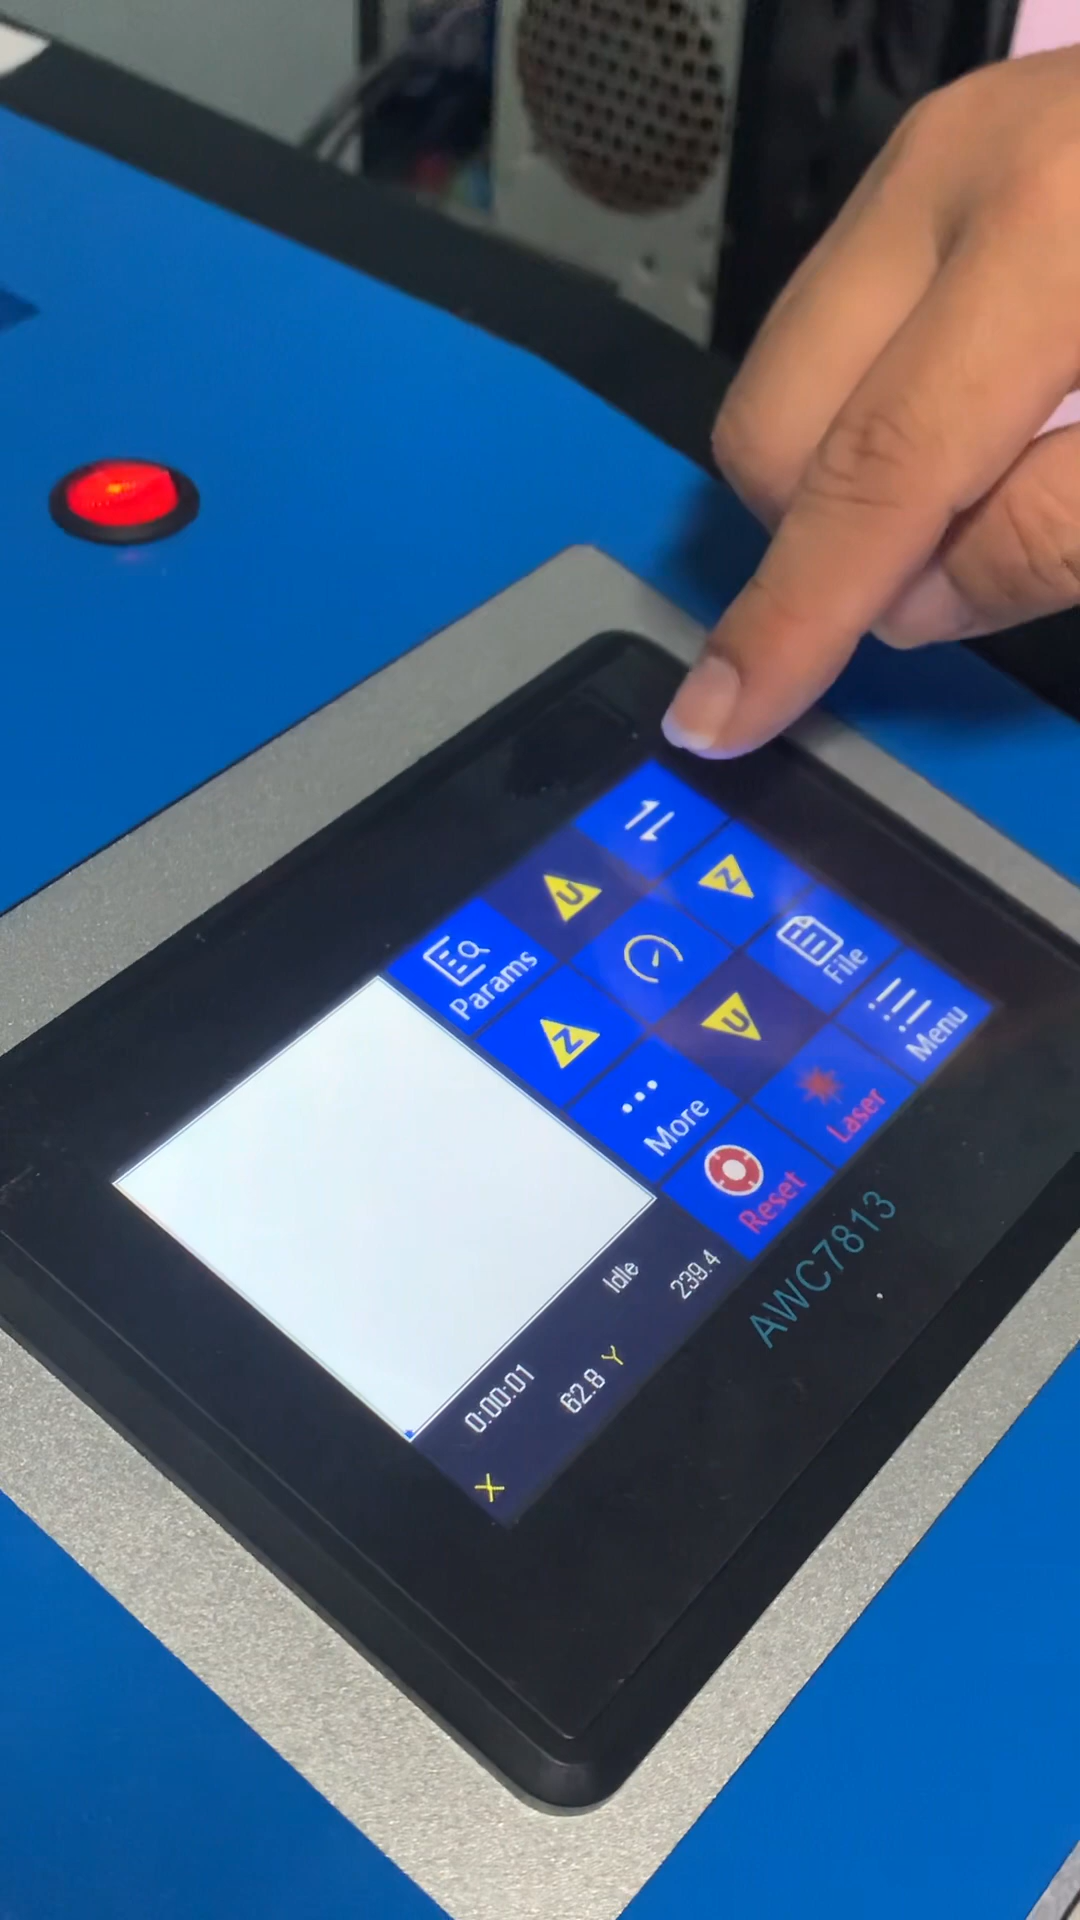 Params
U
Z
Z
More
U
File
Reset
Laser
Menu
0:00:01 Idle
X 62.8 Y 239.4
AWC7813